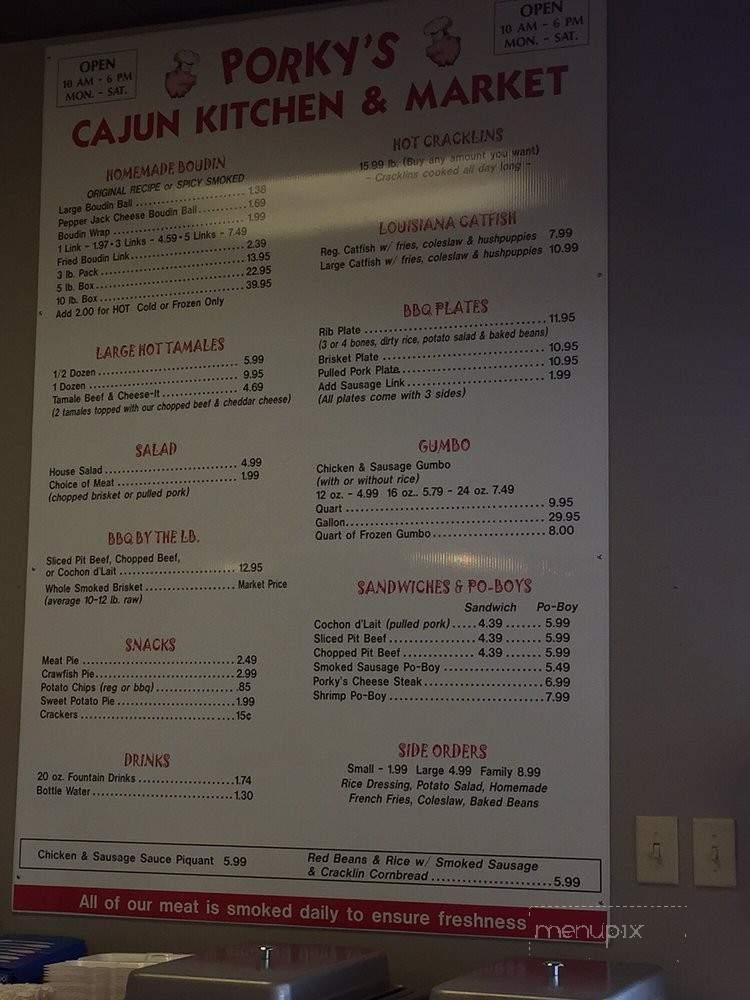 OPEN
10 AM - 6 PM
MON. - SAT.
PORKY'S
OPEN
10 AM - 6 PM
MON. - SAT.
CAJUN KITCHEN & MARKET
HOMEMADE BOUDIN
ORIGINAL RECIPE or SPICY SMOKED
Large Boudin Ball ........................ 1.38
Pepper Jack Cheese Boudin Ball........... 1.69
Boudin Wrap ............................ 1.99
1 Link - 1.97 • 3 Links - 4.59 • 5 Links - 7.49
Fried Boudin Link......................... 2.39
3 lb. Pack................................ 13.95
5 lb. Box................................. 22.95
10 lb. Box................................ 39.95
Add 2.00 for HOT Cold or Frozen Only
LARGE HOT TAMALES
1/2 Dozen ................................ 5.99
1 Dozen .................................. 9.95
Tamale Beef & Cheese-It .................. 4.69
(2 tamales topped with our chopped beef & cheddar cheese)
SALAD
House Salad .............................. 4.99
Choice of Meat ........................... 1.99
(chopped brisket or pulled pork)
BBQ BY THE LB.
Sliced Pit Beef, Chopped Beef,
or Cochon d'Lait ......................... 12.95
Whole Smoked Brisket ..................... Market Price
(average 10-12 lb. raw)
SNACKS
Meat Pie ................................. 2.49
Crawfish Pie.............................. 2.99
Potato Chips (reg or bbq) ................ .85
Sweet Potato Pie ......................... 1.99
Crackers ................................. 15¢
DRINKS
20 oz. Fountain Drinks ................... 1.74
Bottle Water.............................. 1.30
HOT CRACKLINS
15.99 lb. (Buy any amount you want)
- Cracklins cooked all day long -
LOUISIANA CATFISH
Reg. Catfish w/ fries, coleslaw & hushpuppies 7.99
Large Catfish w/ fries, coleslaw & hushpuppies 10.99
BBQ PLATES
Rib Plate ................................ 11.95
(3 or 4 bones, dirty rice, potato salad & baked beans)
Brisket Plate ............................ 10.95
Pulled Pork Plate......................... 10.95
Add Sausage Link.......................... 1.99
(All plates come with 3 sides)
GUMBO
Chicken & Sausage Gumbo
(with or without rice)
12 oz. - 4.99 16 oz.. 5.79 - 24 oz. 7.49
Quart .................................... 9.95
Gallon.................................... 29.95
Quart of Frozen Gumbo..................... 8.00
SANDWICHES & PO-BOYS
Sandwich Po-Boy
Cochon d'Lait (pulled pork) ..... 4.39 ....... 5.99
Sliced Pit Beef ................. 4.39 ....... 5.99
Chopped Pit Beef ................ 4.39 ....... 5.99
Smoked Sausage Po-Boy .................... 5.49
Porky's Cheese Steak...................... 6.99
Shrimp Po-Boy ............................ 7.99
SIDE ORDERS
Small - 1.99 Large 4.99 Family 8.99
Rice Dressing, Potato Salad, Homemade
French Fries, Coleslaw, Baked Beans
Chicken & Sausage Sauce Piquant 5.99
Red Beans & Rice w/ Smoked Sausage
& Cracklin Cornbread ..................... 5.99
All of our meat is smoked daily to ensure freshness
menupix